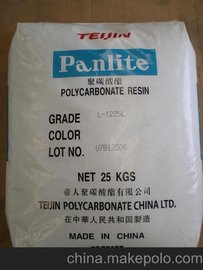 TEIJIN
Panlite
聚碳酸酯
POLYCARBONATE RESIN
GRADE L-1225L
COLOR
LOT NO.
NET 25 KGS
帝人聚碳酸酯有限公司
TEIJIN POLYCARBONATE CHINA LTD.
在中華人民共和国製造
MADE IN CHINA
china.makepolo.com